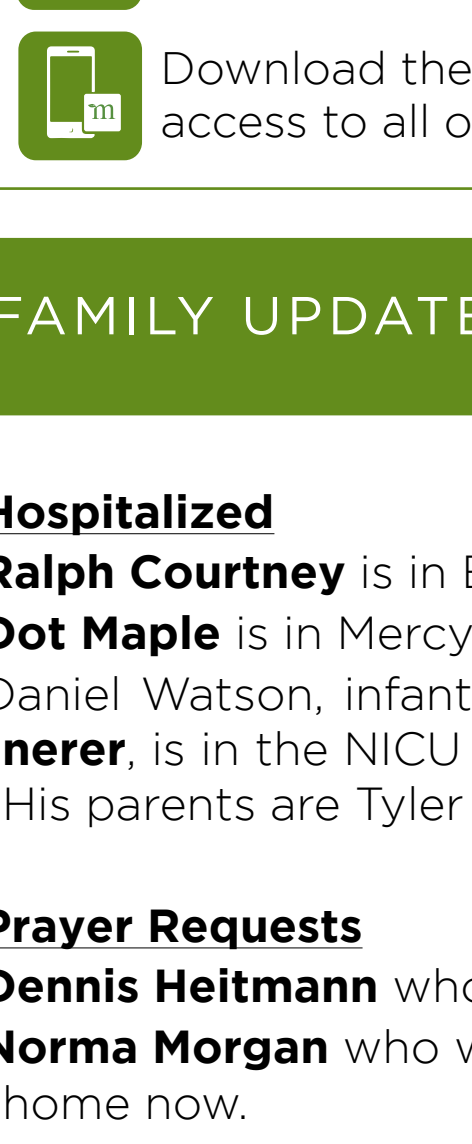 m
Download the
access to all o
FAMILY UPDATE
Hospitalized
Ralph Courtney is in
Dot Maple is in Mercy
Daniel Watson, infant
nerer, is in the NICU
His parents are Tyler
Prayer Requests
Dennis Heitmann who
Norma Morgan who
home now.